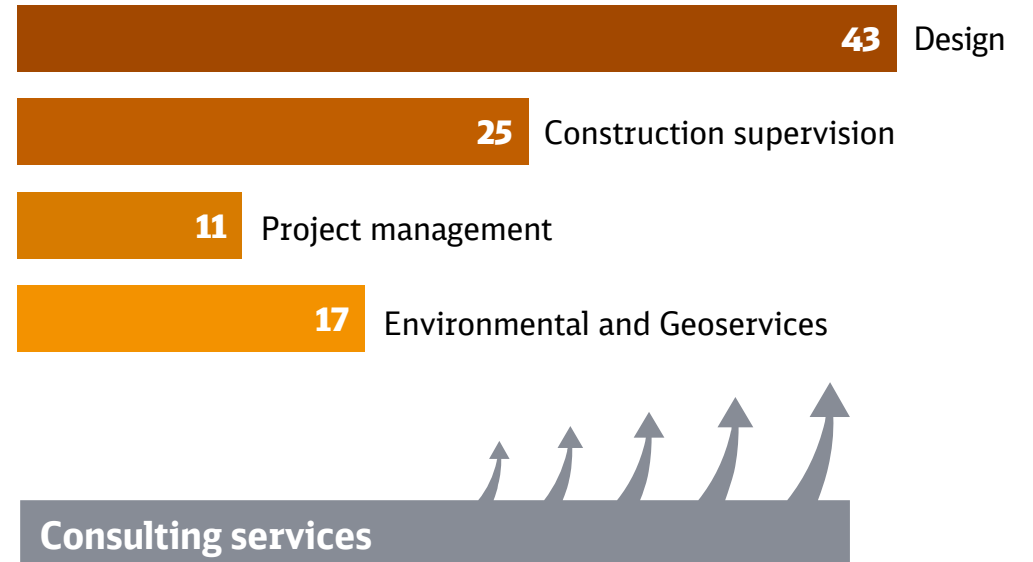 43 Design
25 Construction supervision
11 Project management
17 Environmental and Geoservices
Consulting services